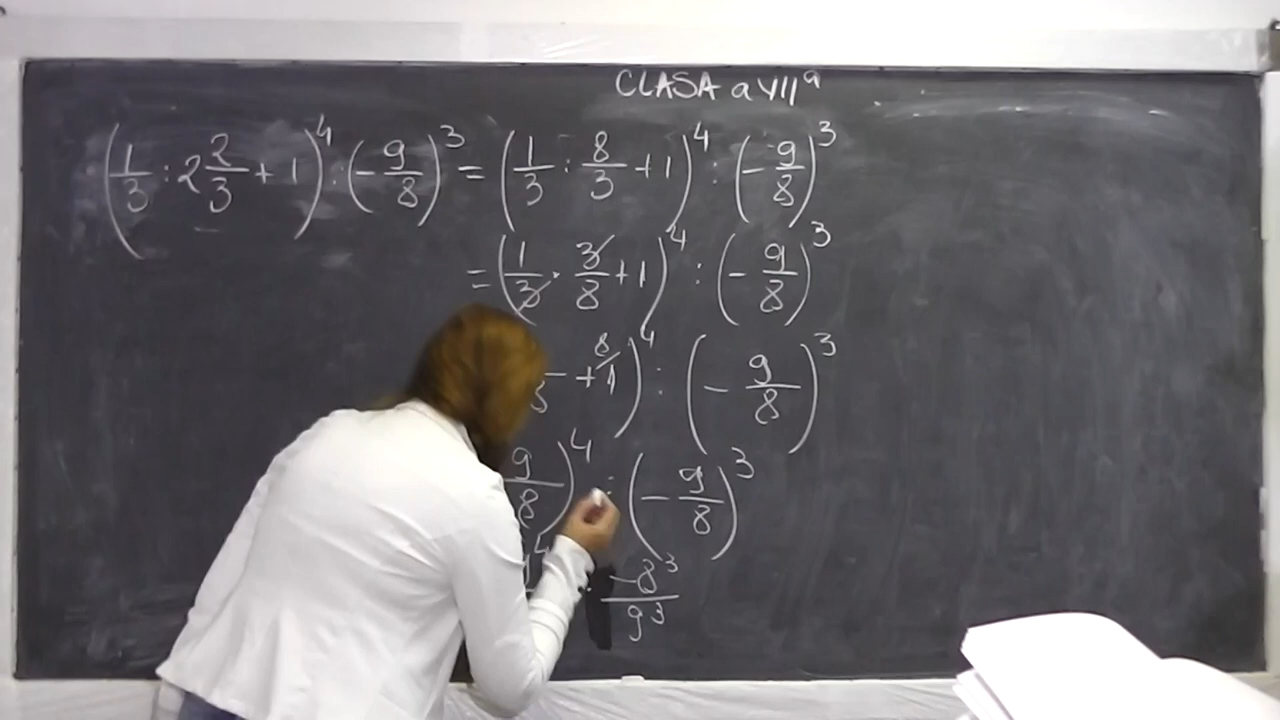 CLASA a VII ª
(1/3 : 2 2/3 + 1)⁴ : (- 9/8)³ = (1/3 : 8/3 + 1)⁴ : (- 9/8)³
= (1/3 · 3/8 + 1)⁴ : (- 9/8)³
+ ⁸⁾1)⁴ : (- 9/8)³
9/8)⁴ : (- 9/8)³
-8³/9³